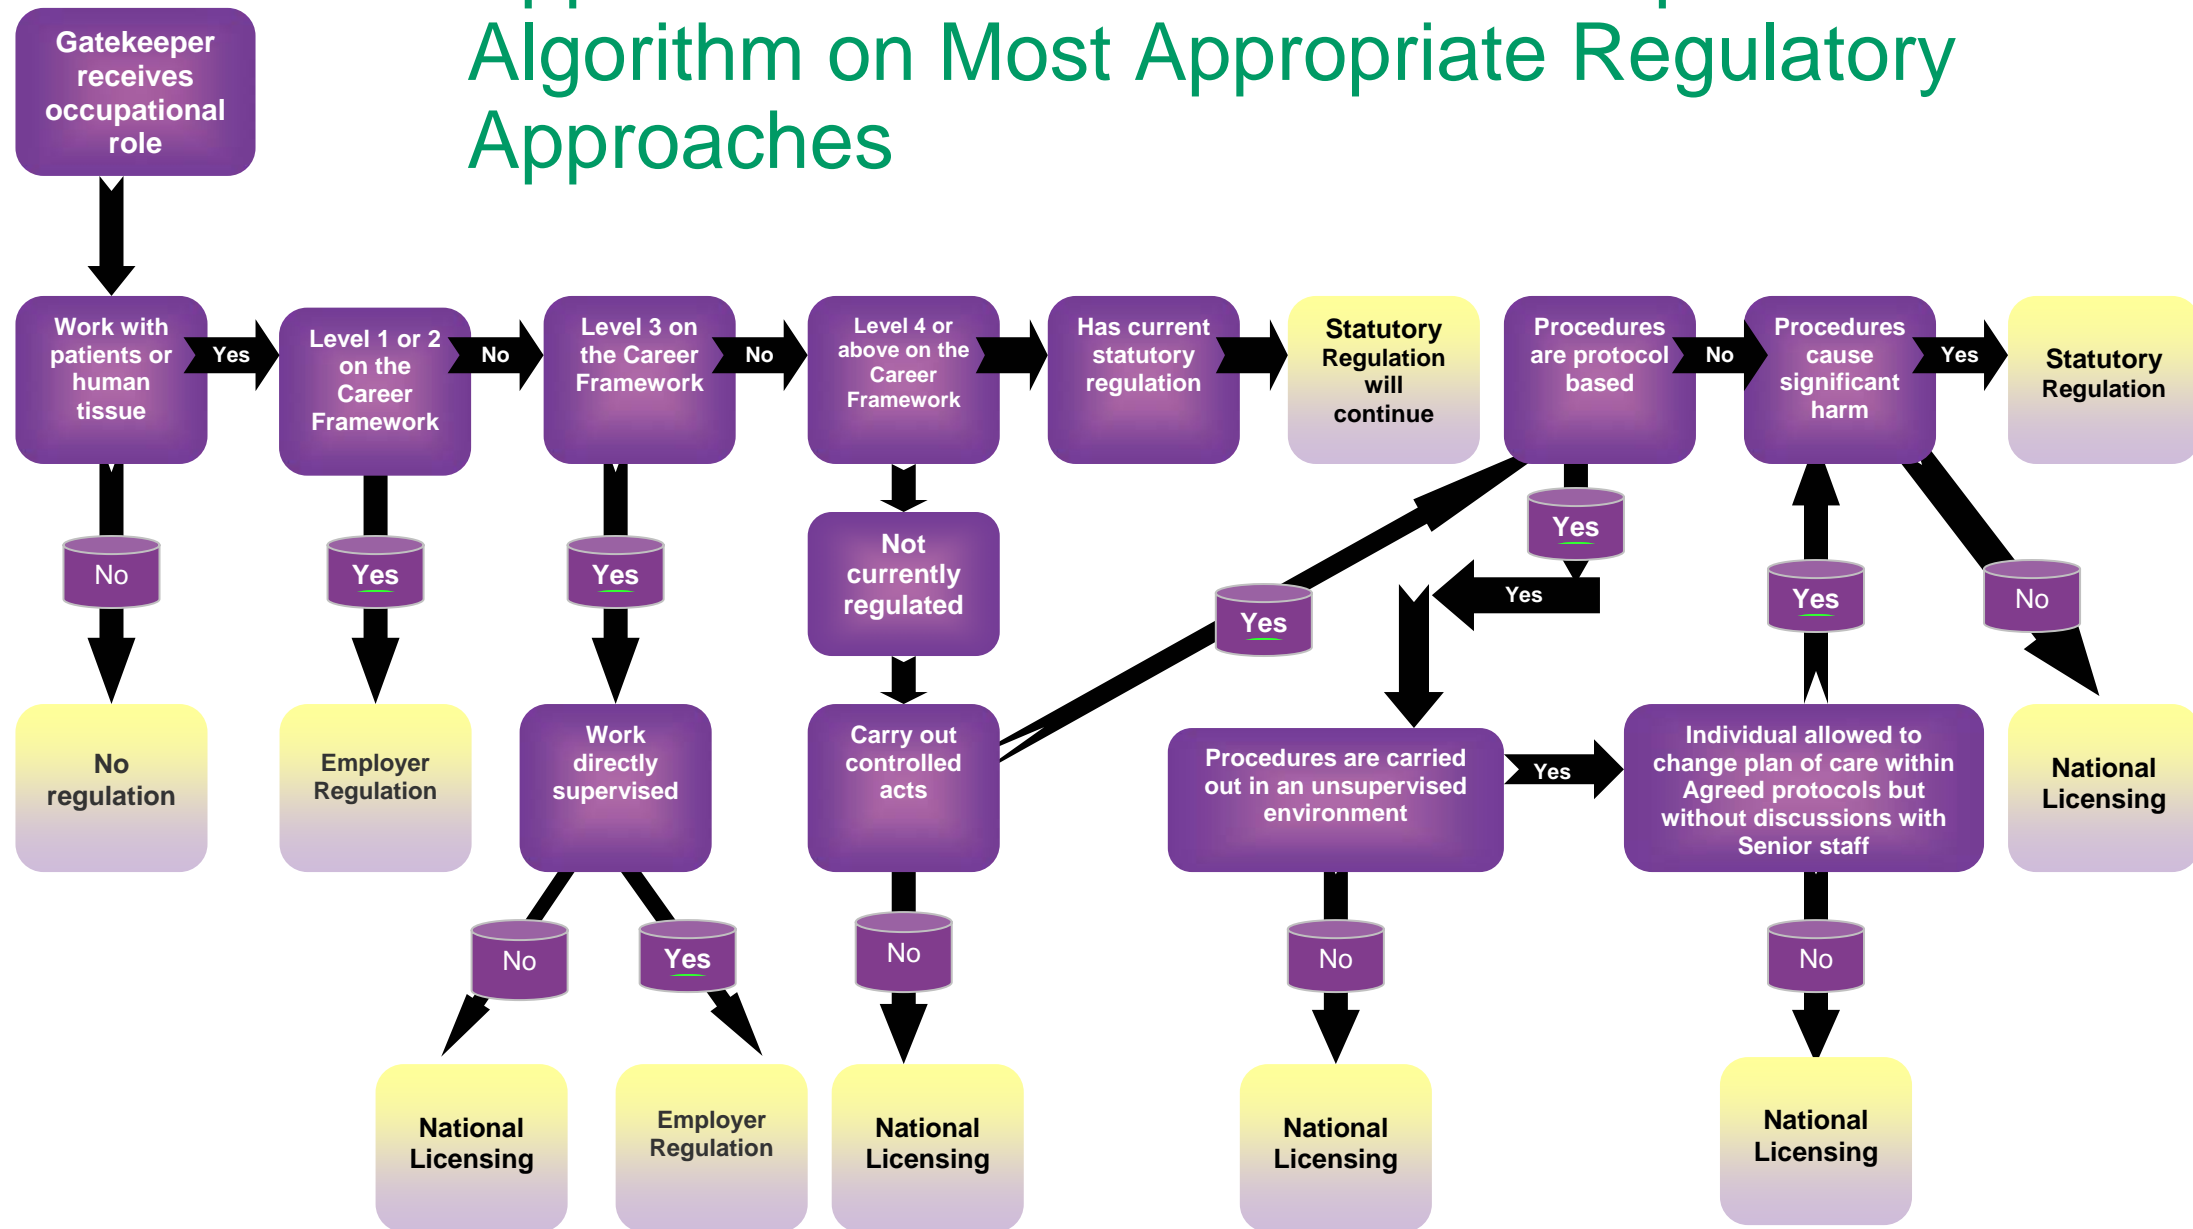 Algorithm on Most Appropriate Regulatory
Approaches
Gatekeeper
receives
occupational
role
Work with
patients or
human
tissue
Yes
Level 1 or 2
on the
Career
Framework
No
Level 3 on
the Career
Framework
No
Level 4 or
above on the
Career
Framework
Has current
statutory
regulation
Statutory
Regulation
will
continue
Procedures
are protocol
based
No
Procedures
cause
significant
harm
Yes
Statutory
Regulation
No
Yes
Yes
Not
currently
regulated
Yes
Yes
Yes
Yes
No
No
regulation
Employer
Regulation
Work
directly
supervised
Carry out
controlled
acts
Procedures are carried
out in an unsupervised
environment
Yes
Individual allowed to
change plan of care within
Agreed protocols but
without discussions with
Senior staff
National
Licensing
No
Yes
No
No
No
National
Licensing
Employer
Regulation
National
Licensing
National
Licensing
National
Licensing